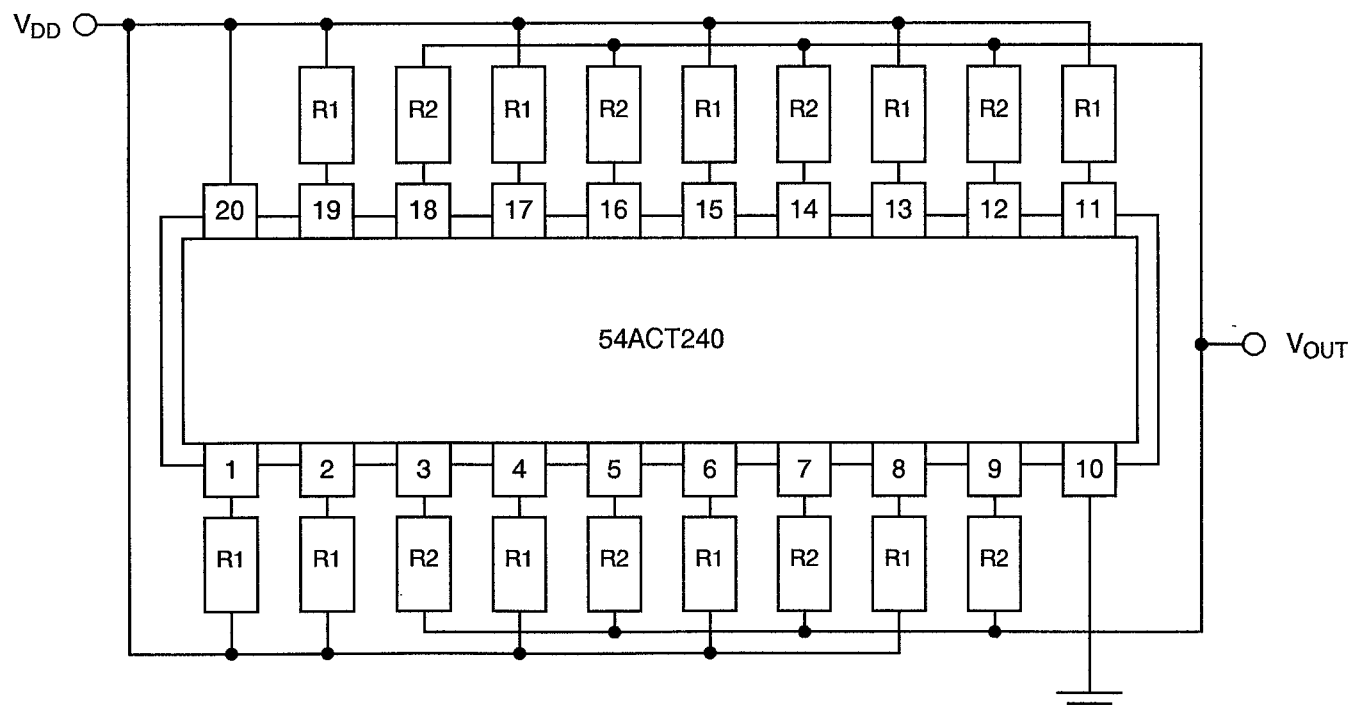 VDD
R1 R2 R1 R2 R1 R2 R1 R2 R1
20 19 18 17 16 15 14 13 12 11
54ACT240
VOUT
1 2 3 4 5 6 7 8 9 10
R1 R1 R2 R1 R2 R1 R2 R1 R2